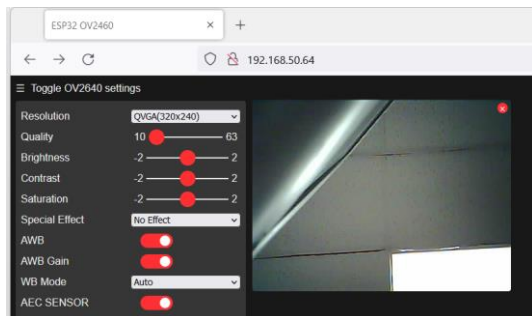 ESP32 OV2460
192.168.50.64
Toggle OV2640 settings
Resolution QVGA(320x240)
Quality 10 63
Brightness -2 2
Contrast -2 2
Saturation -2 2
Special Effect No Effect
AWB
AWB Gain
WB Mode Auto
AEC SENSOR